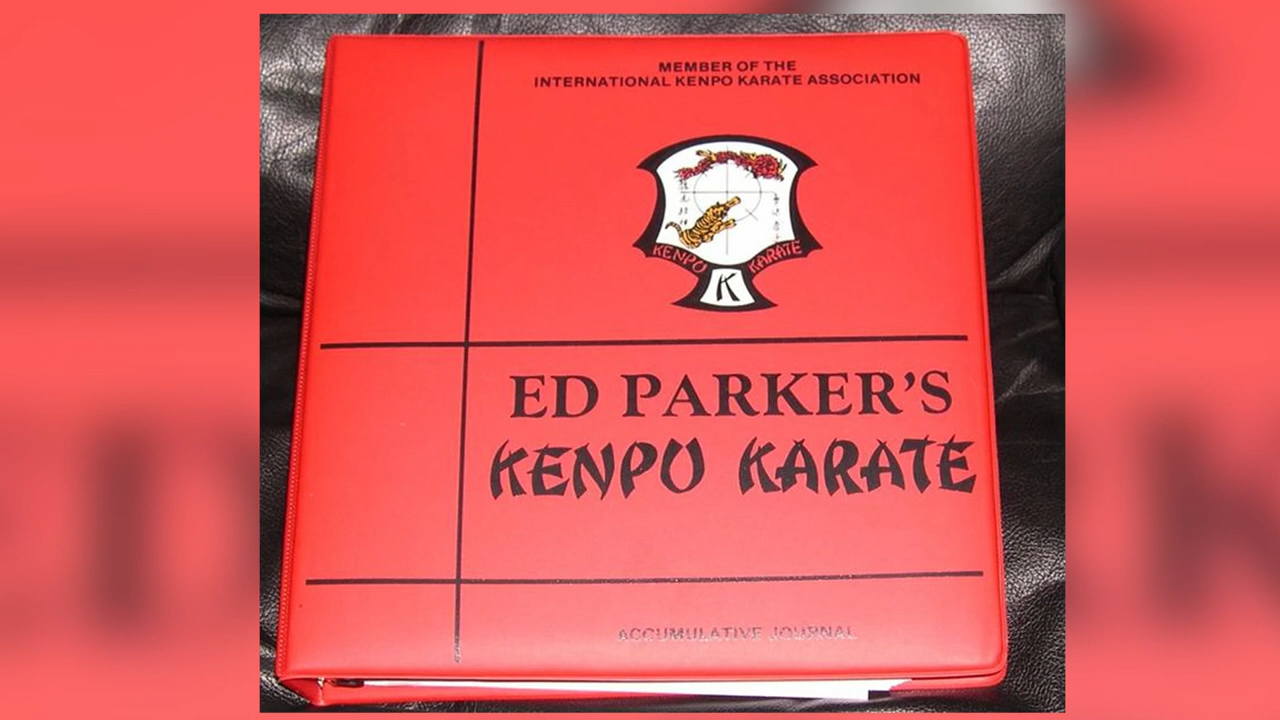 MEMBER OF THE
INTERNATIONAL KENPO KARATE ASSOCIATION
KENPO KARATE
K
ED PARKER'S
KENPO KARATE
ACCUMULATIVE JOURNAL